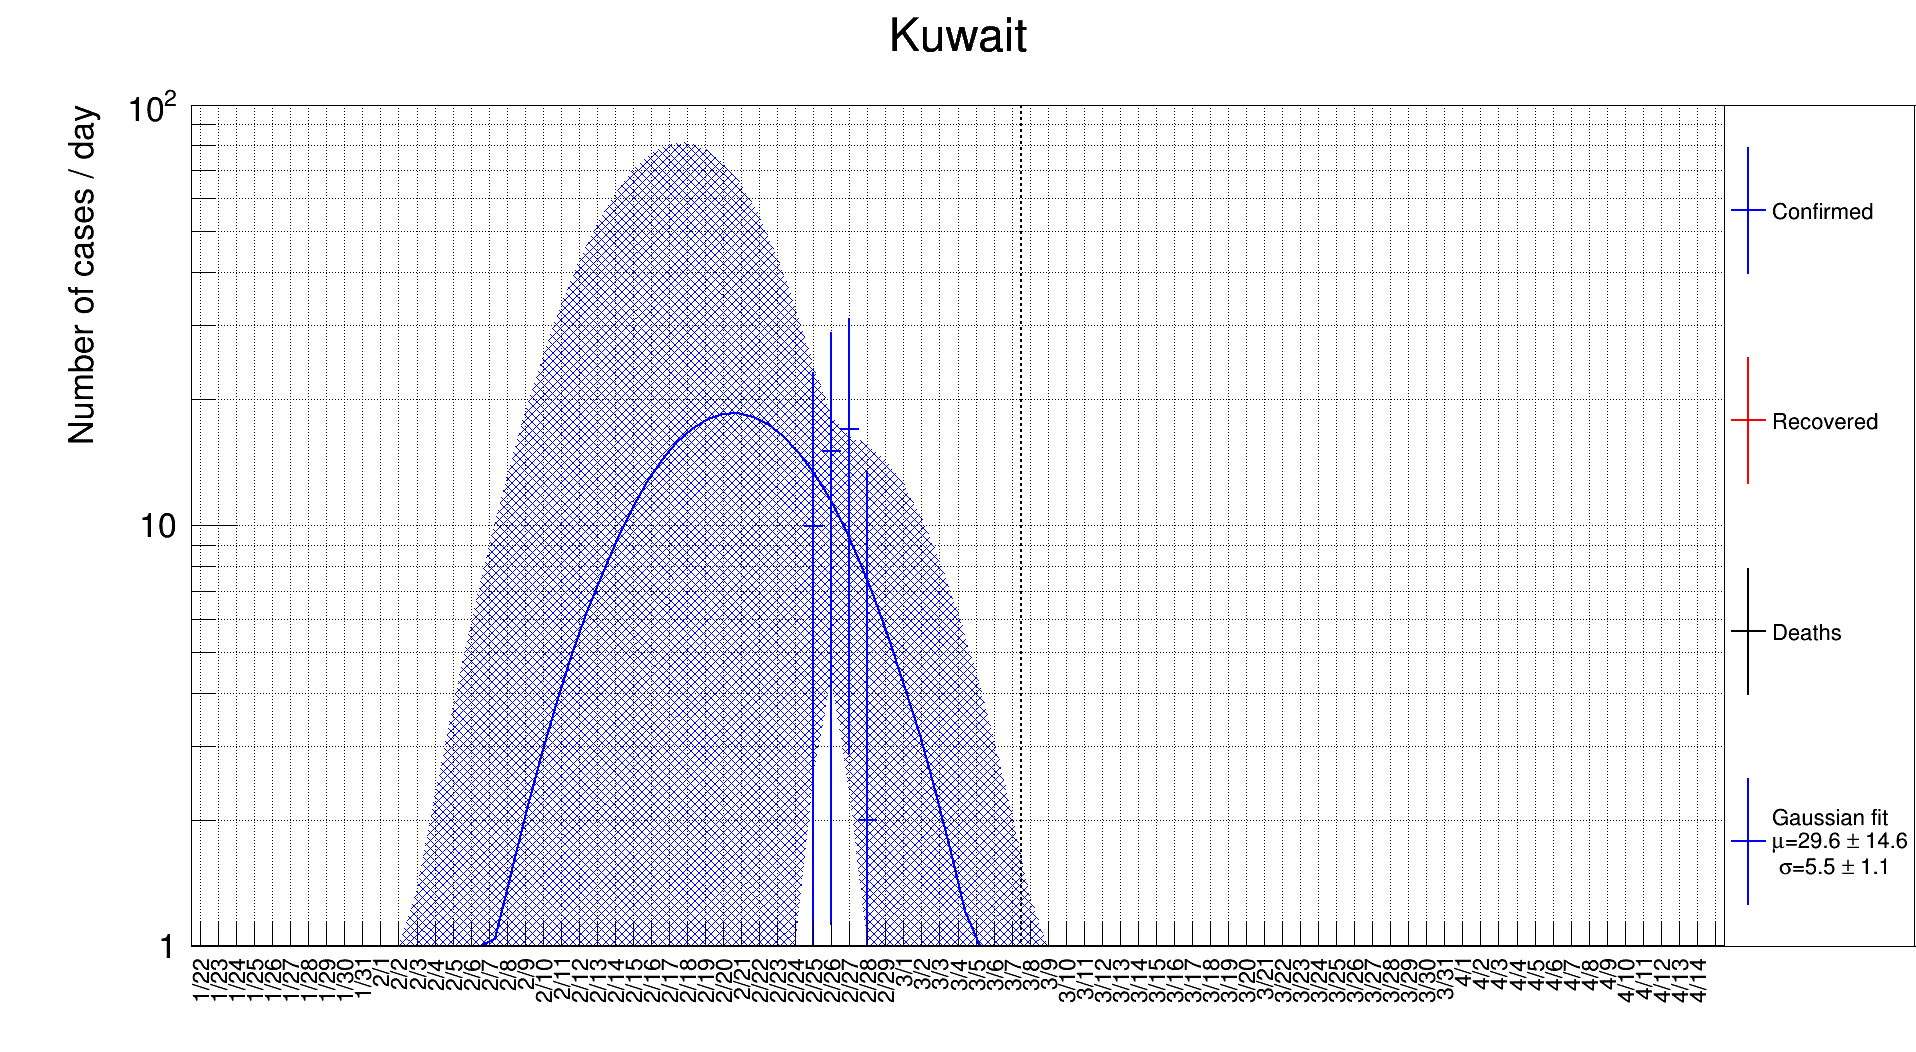 Kuwait
Number of cases / day
10²
10
1
1/22 1/23 1/24 1/25 1/26 1/27 1/28 1/29 1/30 1/31 2/1 2/2 2/3 2/4 2/5 2/6 2/7 2/8 2/9 2/10 2/11 2/12 2/13 2/14 2/15 2/16 2/17 2/18 2/19 2/20 2/21 2/22 2/23 2/24 2/25 2/26 2/27 2/28 2/29 3/1 3/2 3/3 3/4 3/5 3/6 3/7 3/8 3/9 3/10 3/11 3/12 3/13 3/14 3/15 3/16 3/17 3/18 3/19 3/20 3/21 3/22 3/23 3/24 3/25 3/26 3/27 3/28 3/29 3/30 3/31 4/1 4/2 4/3 4/4 4/5 4/6 4/7 4/8 4/9 4/10 4/11 4/12 4/13 4/14
Confirmed
Recovered
Deaths
Gaussian fit
μ=29.6 ± 14.6
σ=5.5 ± 1.1